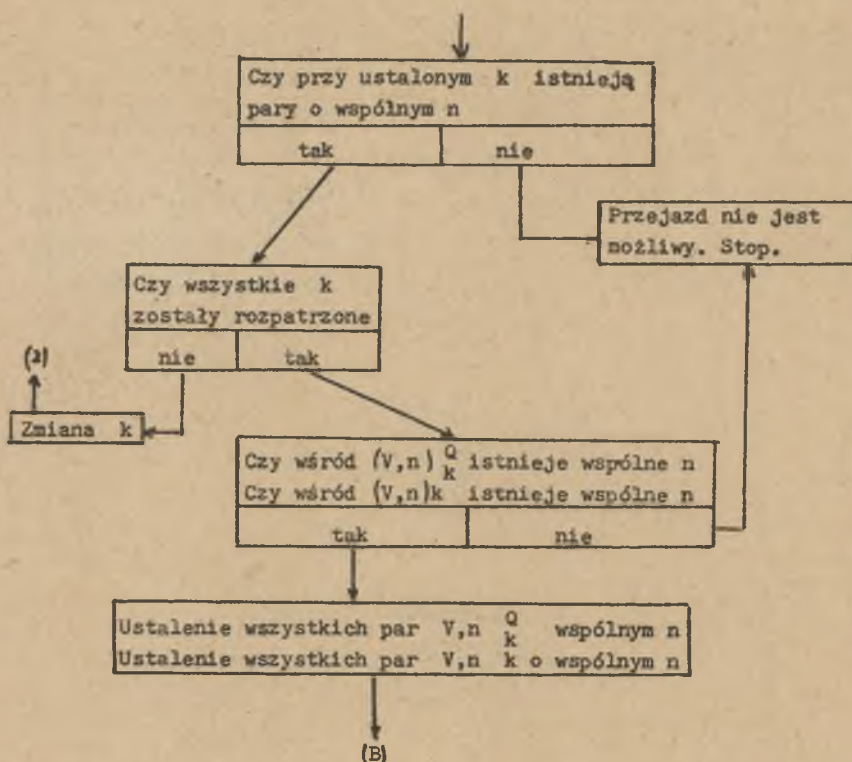 Czy przy ustalonym k istnieją
pary o wspólnym n
tak nie
Przejazd nie jest
możliwy. Stop.
Czy wszystkie k
zostały rozpatrzone
nie tak
(2)
Zmiana k
Czy wśród (V,n) Q k istnieje wspólne n
Czy wśród (V,n)k istnieje wspólne n
tak nie
Ustalenie wszystkich par V,n Q k wspólnym n
Ustalenie wszystkich par V,n k o wspólnym n
(B)